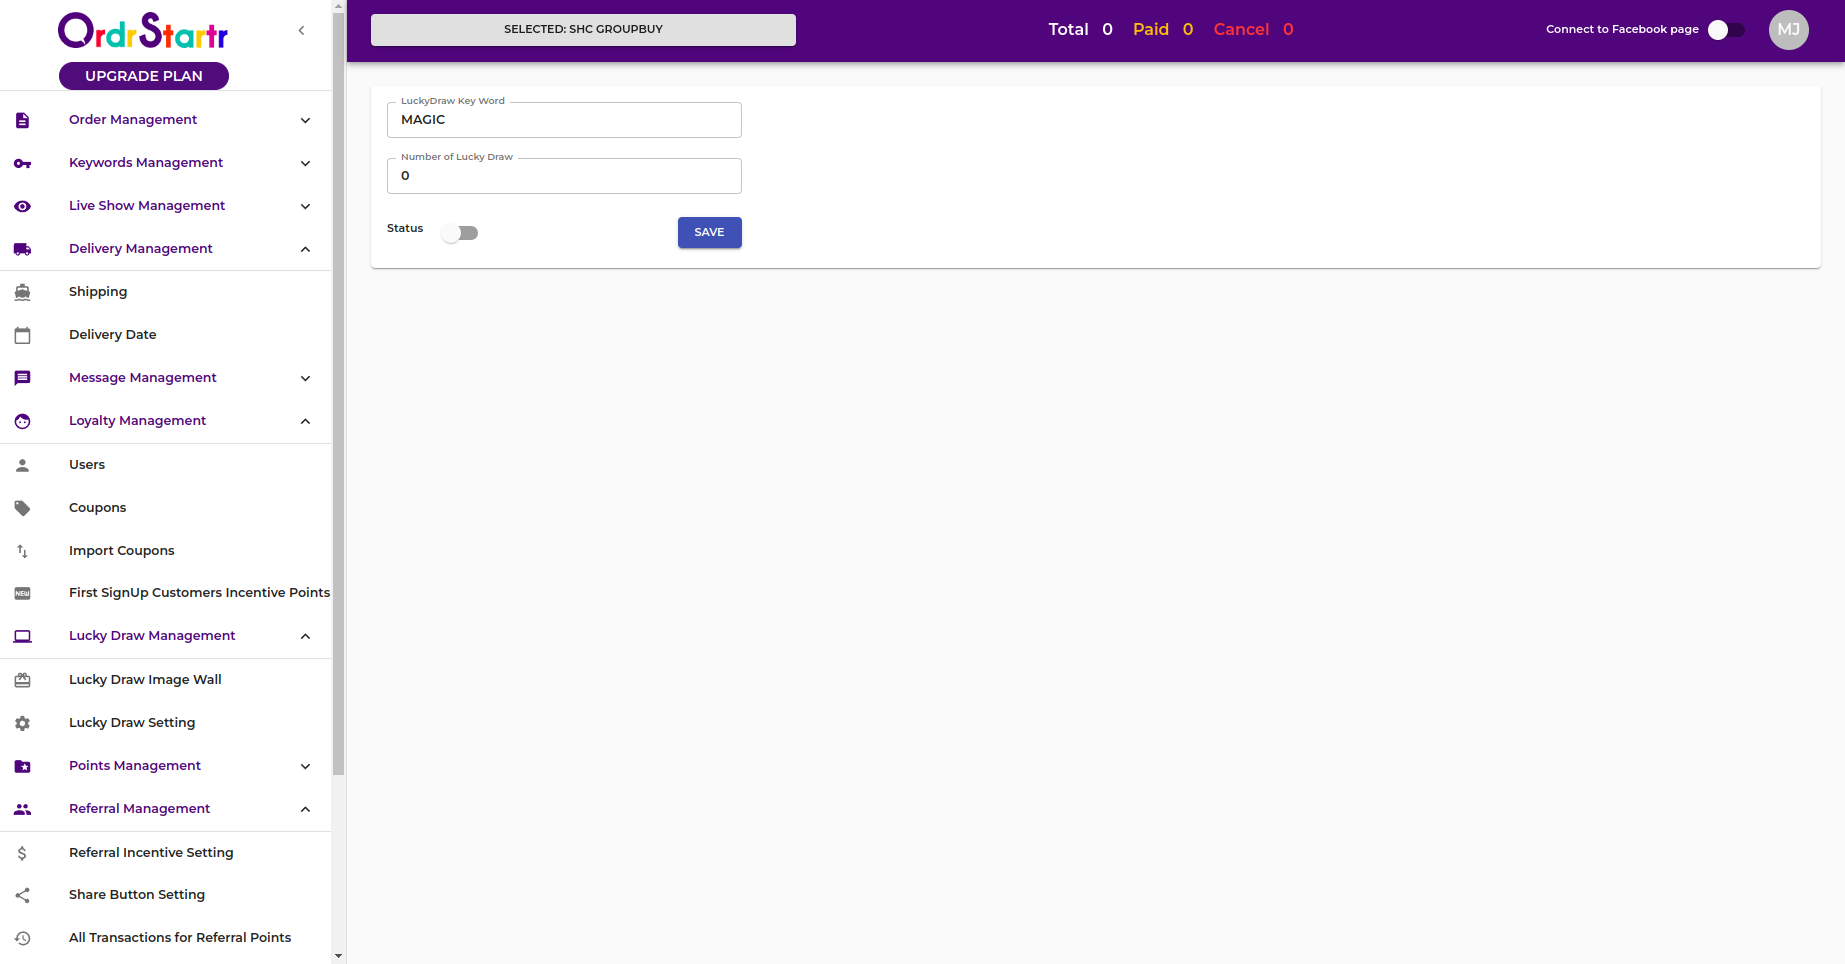 OrdrStartr
UPGRADE PLAN
Order Management
Keywords Management
Live Show Management
Delivery Management
Shipping
Delivery Date
Message Management
Loyalty Management
Users
Coupons
Import Coupons
NEW
First SignUp Customers Incentive Points
Lucky Draw Management
Lucky Draw Image Wall
Lucky Draw Setting
Points Management
Referral Management
$ Referral Incentive Setting
Share Button Setting
All Transactions for Referral Points
SELECTED: SHC GROUPBUY
Total 0 Paid 0 Cancel 0
Connect to Facebook page
MJ
LuckyDraw Key Word
MAGIC
Number of Lucky Draw
0
Status
SAVE